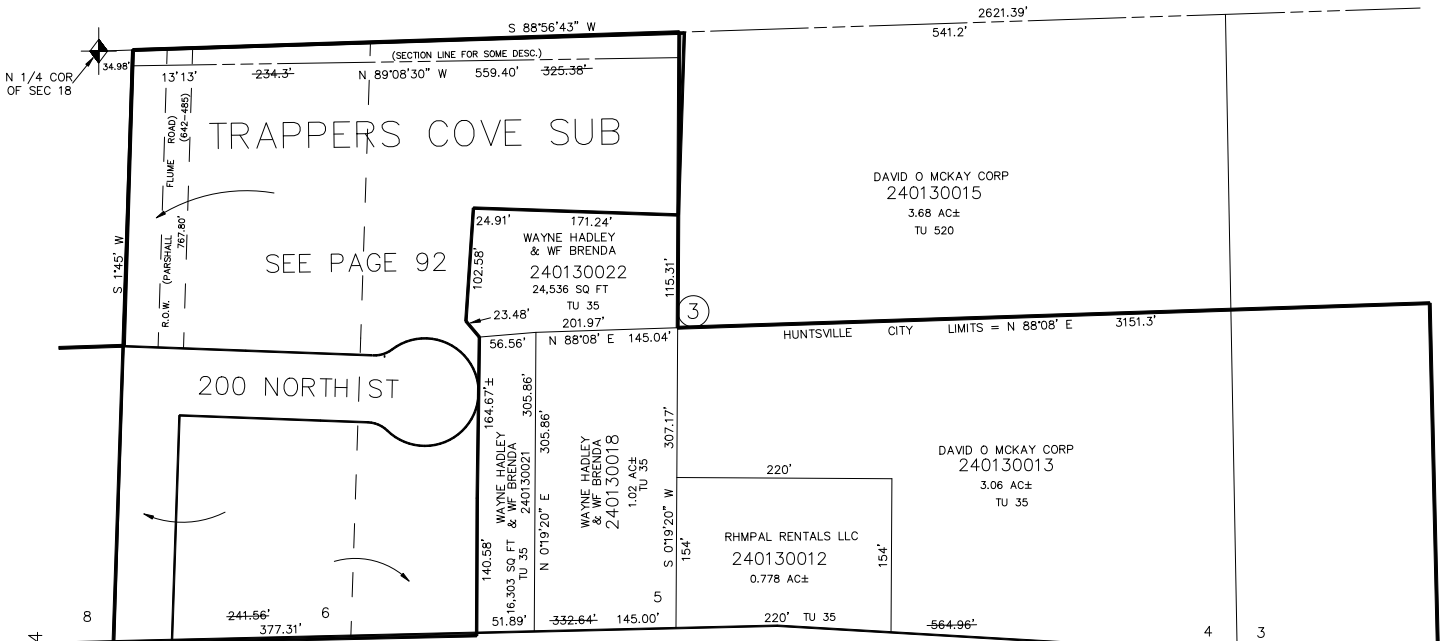 S 88°56'43" W
2621.39'
541.2'
N 1/4 COR
OF SEC 18
34.98'
(SECTION LINE FOR SOME DESC.)
13' 13'
234.3'
N 89°08'30" W
559.40'
325.38'
R.O.W. (PARSHALL FLUME ROAD)
(642-485)
767.80'
S 1°45' W
TRAPPERS COVE SUB
SEE PAGE 92
24.91'
171.24'
WAYNE HADLEY
& WF BRENDA
240130022
24,536 SQ FT
TU 35
102.58'
115.31'
23.48'
201.97'
DAVID O MCKAY CORP
240130015
3.68 AC±
TU 520
3
HUNTSVILLE CITY LIMITS = N 88°08' E
3151.3'
56.56'
N 88°08' E
145.04'
200 NORTH ST
164.67'±
140.58'
WAYNE HADLEY
& WF BRENDA
240130021
16,303 SQ FT
TU 35
305.86'
305.86'
N 0°19'20" E
WAYNE HADLEY
& WF BRENDA
240130018
1.02 AC±
TU 35
307.17'
S 0°19'20" W
DAVID O MCKAY CORP
240130013
3.06 AC±
TU 35
220'
154'
RHMPAL RENTALS LLC
240130012
0.778 AC±
154'
220'
TU 35
5
51.89'
332.64'
145.00'
564.96'
8
6
241.56'
377.31'
4
4
3